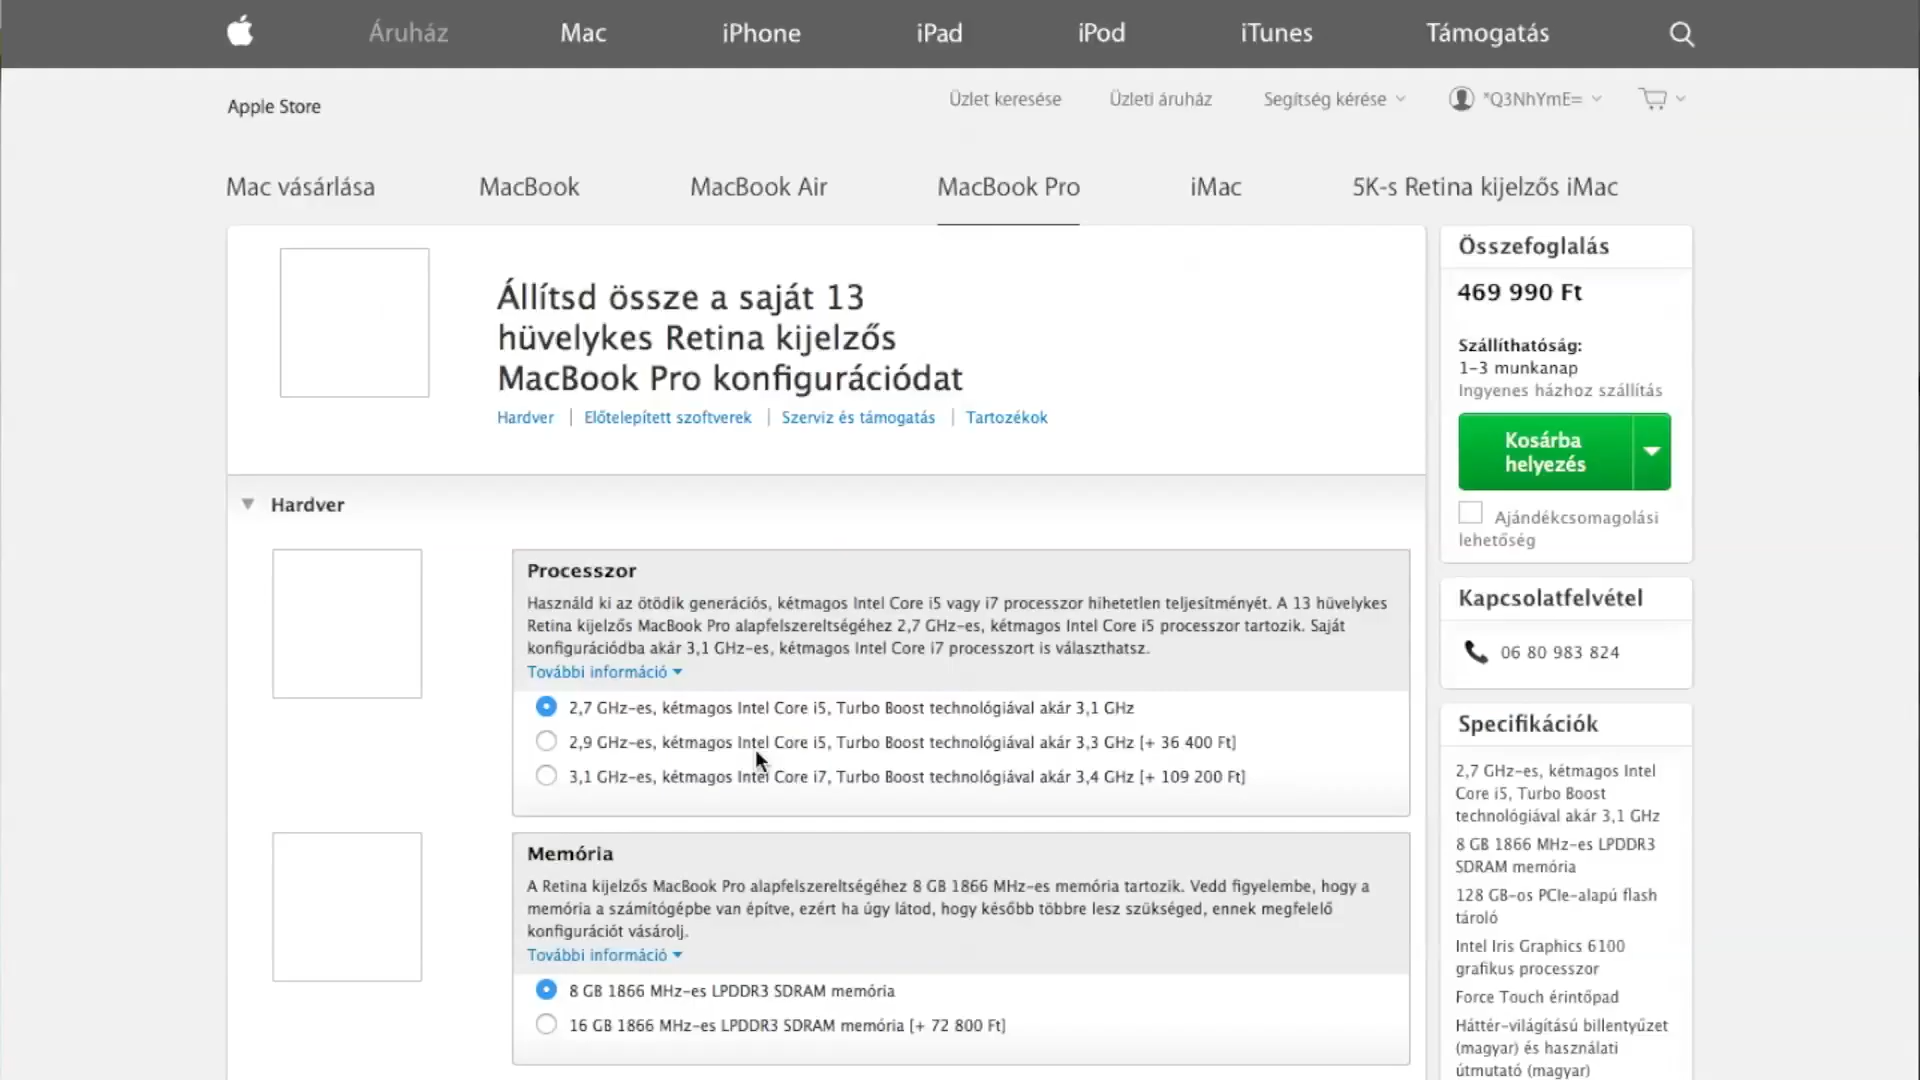 Áruház
Mac
iPhone
iPad
iPod
iTunes
Támogatás
Apple Store
Üzlet keresése
Üzleti áruház
Segítség kérése
"Q3NhYmE=
Mac vásárlása
MacBook
MacBook Air
MacBook Pro
iMac
5K-s Retina kijelzős iMac
Állítsd össze a saját 13
hüvelykes Retina kijelzős
MacBook Pro konfigurációdat
Hardver | Előtelepített szoftverek | Szerviz és támogatás | Tartozékok
Hardver
Processzor
Használd ki az ötödik generációs, kétmagos Intel Core i5 vagy i7 processzor hihetetlen teljesítményét. A 13 hüvelykes
Retina kijelzős MacBook Pro alapfelszereltségéhez 2,7 GHz-es, kétmagos Intel Core i5 processzor tartozik. Saját
konfigurációdba akár 3,1 GHz-es, kétmagos Intel Core i7 processzort is választhatsz.
További információ
2,7 GHz-es, kétmagos Intel Core i5, Turbo Boost technológiával akár 3,1 GHz
2,9 GHz-es, kétmagos Intel Core i5, Turbo Boost technológiával akár 3,3 GHz [+ 36 400 Ft]
3,1 GHz-es, kétmagos Intel Core i7, Turbo Boost technológiával akár 3,4 GHz [+ 109 200 Ft]
Memória
A Retina kijelzős MacBook Pro alapfelszereltségéhez 8 GB 1866 MHz-es memória tartozik. Vedd figyelembe, hogy a
memória a számítógépbe van építve, ezért ha úgy látod, hogy később többre lesz szükséged, ennek megfelelő
konfigurációt vásárolj.
További információ
8 GB 1866 MHz-es LPDDR3 SDRAM memória
16 GB 1866 MHz-es LPDDR3 SDRAM memória [+ 72 800 Ft]
Összefoglalás
469 990 Ft
Szállíthatóság:
1-3 munkanap
Ingyenes házhoz szállítás
Kosárba
helyezés
Ajándékcsomagolási
lehetőség
Kapcsolatfelvétel
06 80 983 824
Specifikációk
2,7 GHz-es, kétmagos Intel
Core i5, Turbo Boost
technológiával akár 3,1 GHz
8 GB 1866 MHz-es LPDDR3
SDRAM memória
128 GB-os PCIe-alapú flash
tároló
Intel Iris Graphics 6100
grafikus processzor
Force Touch érintőpad
Háttér-világítású billentyűzet
(magyar) és használati
útmutató (magyar)